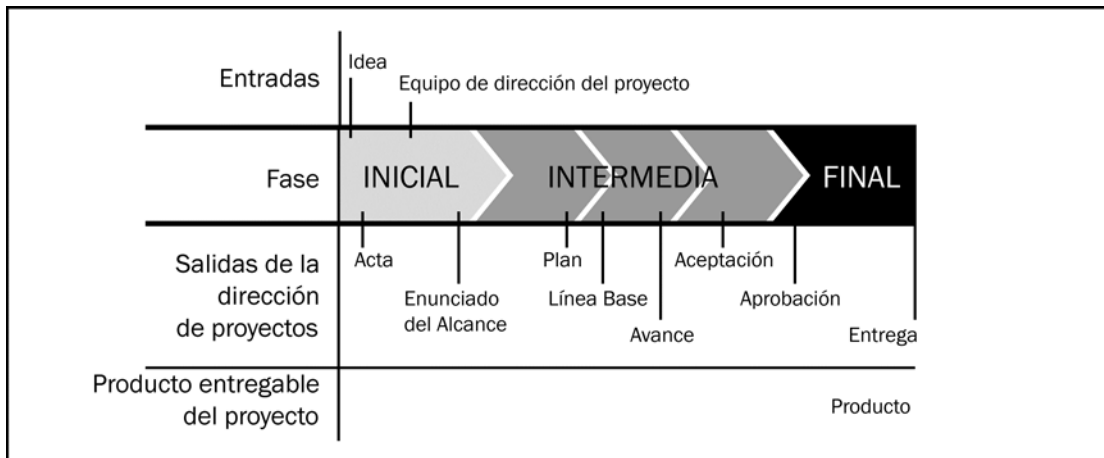 Entradas
Idea
Equipo de dirección del proyecto
Fase
INICIAL
INTERMEDIA
FINAL
Salidas de la
dirección
de proyectos
Acta
Enunciado
del Alcance
Plan
Línea Base
Avance
Aceptación
Aprobación
Entrega
Producto entregable
del proyecto
Producto